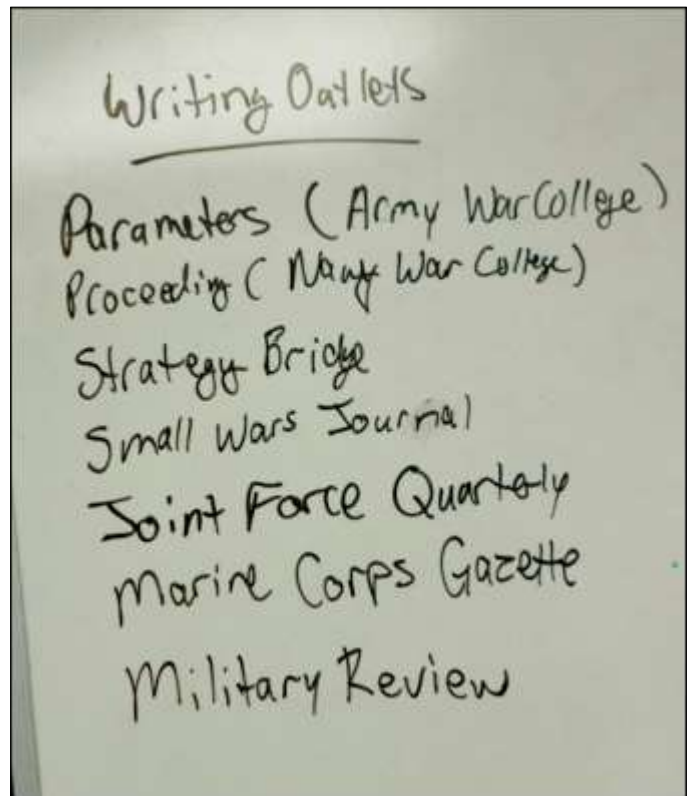 Writing Outlets
Parameters (Army War College)
Proceeding (Navy War College)
Strategy Bridge
Small Wars Journal
Joint Force Quarterly
Marine Corps Gazette
Military Review